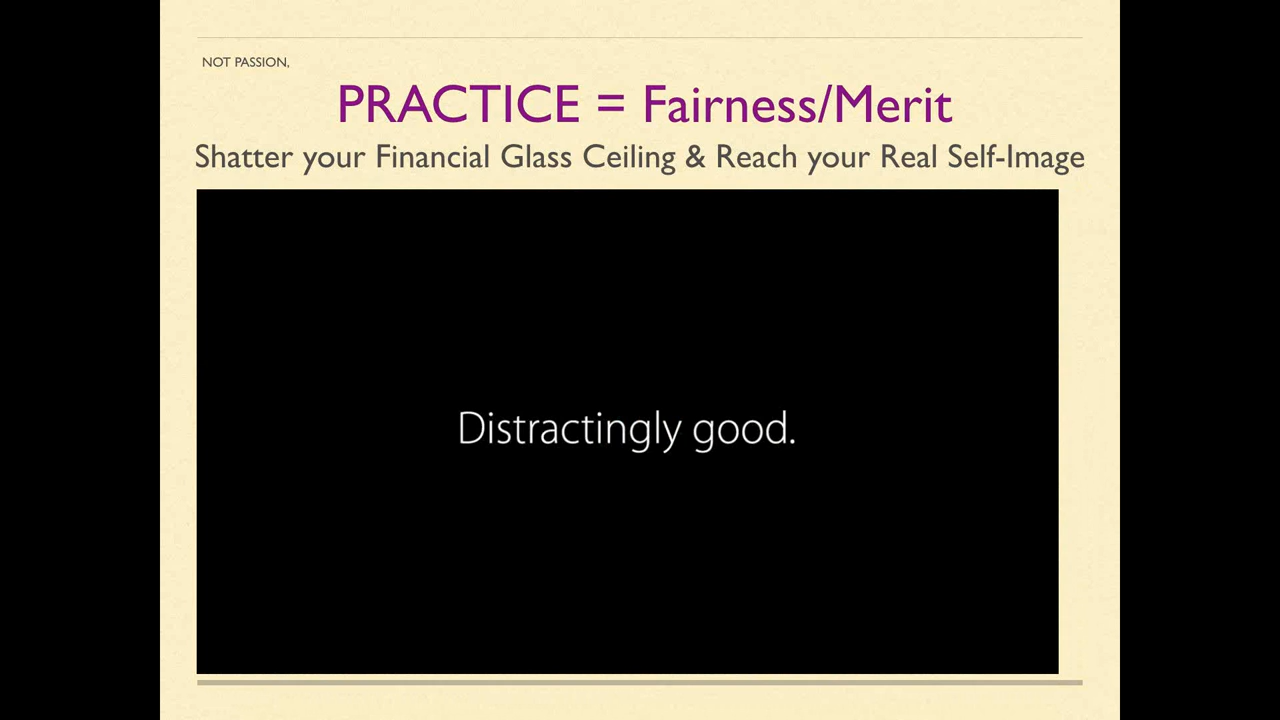 NOT PASSION,
PRACTICE = Fairness/Merit
Shatter your Financial Glass Ceiling & Reach your Real Self-Image
Distractingly good.